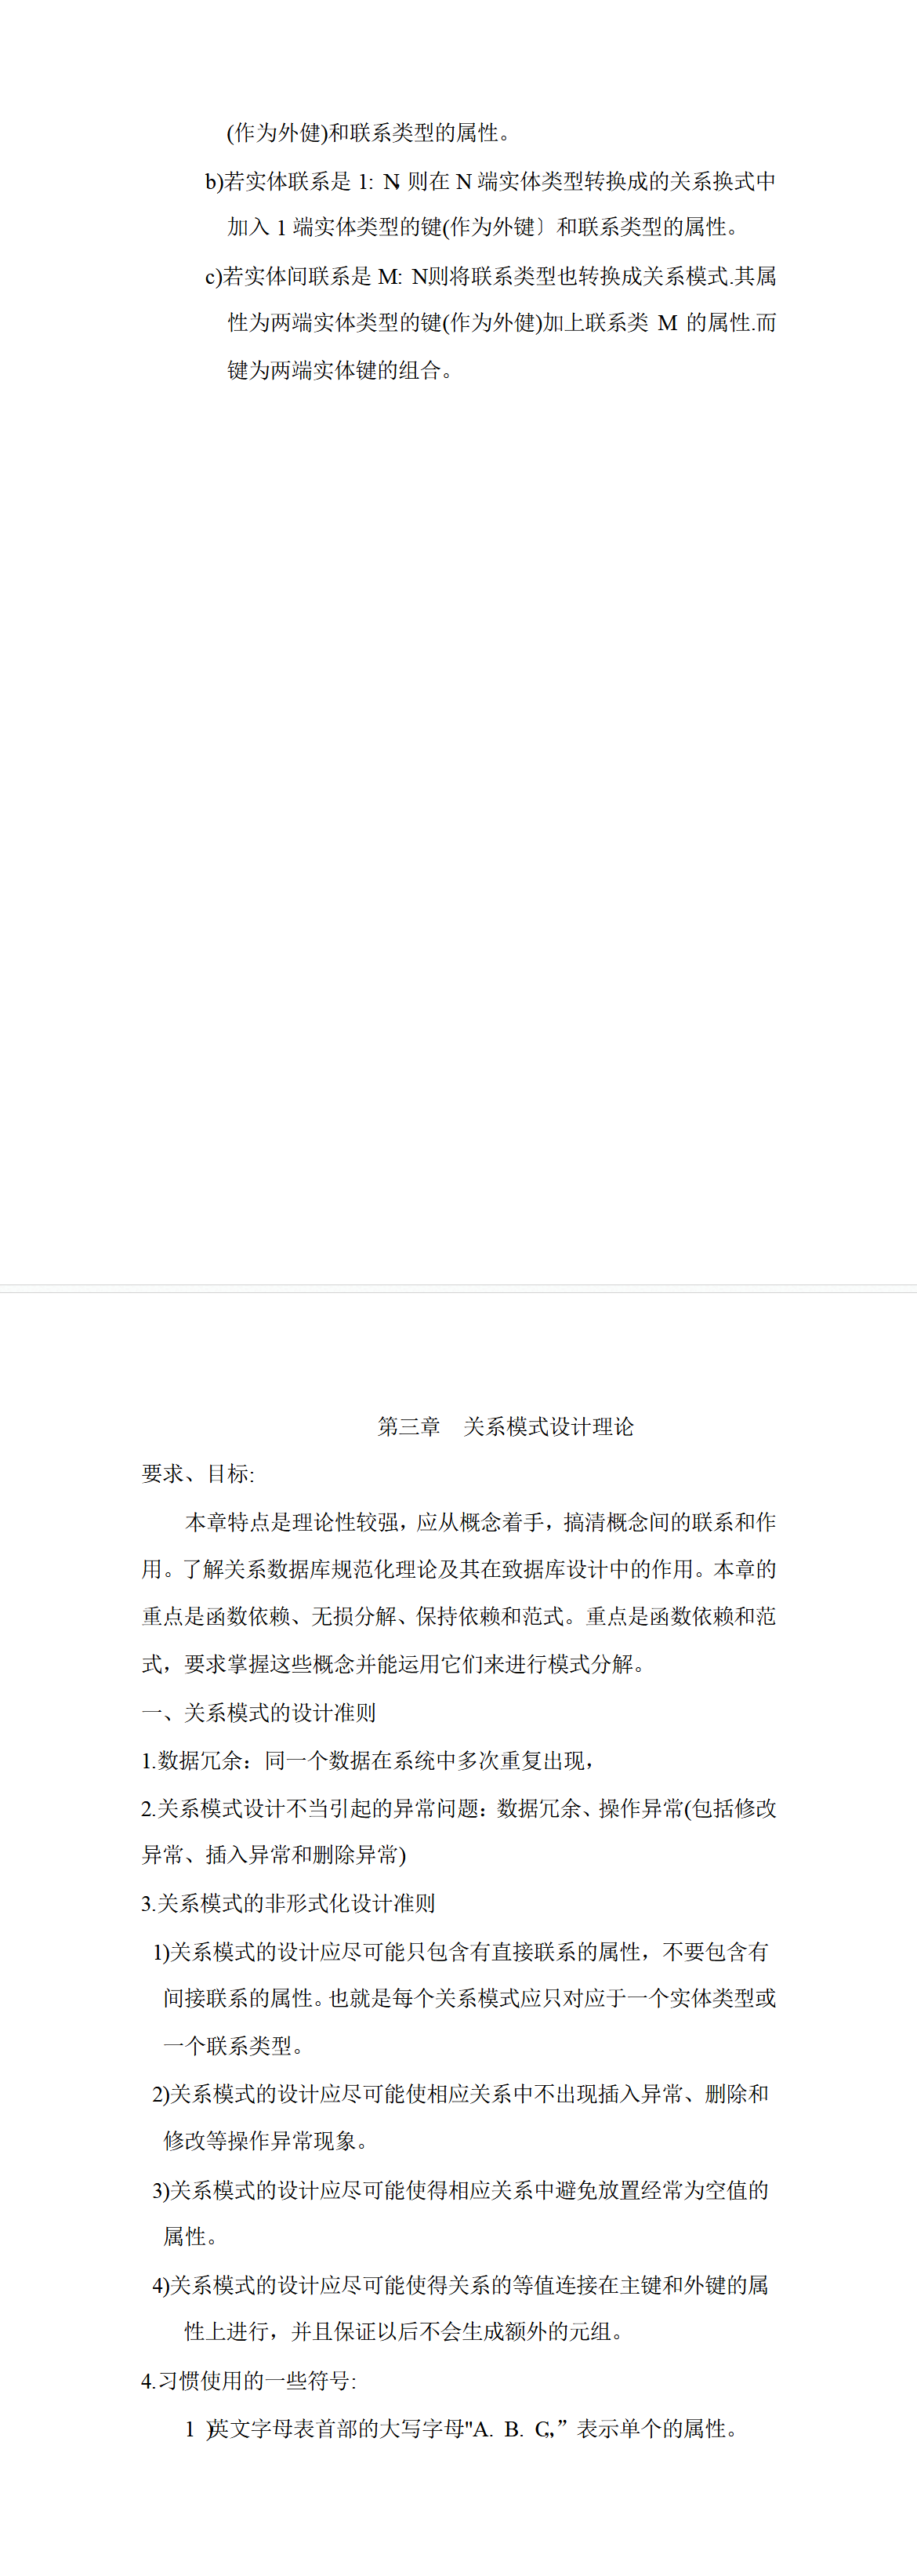 (作为外健)和联系类型的属性。
b)若实体联系是 1: N, 则在 N 端实体类型转换成的关系换式中
加入 1 端实体类型的键(作为外键〕和联系类型的属性。
c)若实体间联系是 M: N,则将联系类型也转换成关系模式.其属
性为两端实体类型的键(作为外健)加上联系类 M 的属性.而
键为两端实体键的组合。
第三章 关系模式设计理论
要求、目标:
本章特点是理论性较强，应从概念着手，搞清概念间的联系和作
用。了解关系数据库规范化理论及其在致据库设计中的作用。本章的
重点是函数依赖、无损分解、保持依赖和范式。重点是函数依赖和范
式，要求掌握这些概念并能运用它们来进行模式分解。
一、关系模式的设计准则
1.数据冗余：同一个数据在系统中多次重复出现，
2.关系模式设计不当引起的异常问题：数据冗余、操作异常(包括修改
异常、插入异常和删除异常)
3.关系模式的非形式化设计准则
1)关系模式的设计应尽可能只包含有直接联系的属性，不要包含有
间接联系的属性。也就是每个关系模式应只对应于一个实体类型或
一个联系类型。
2)关系模式的设计应尽可能使相应关系中不出现插入异常、删除和
修改等操作异常现象。
3)关系模式的设计应尽可能使得相应关系中避免放置经常为空值的
属性。
4)关系模式的设计应尽可能使得关系的等值连接在主键和外键的属
性上进行，并且保证以后不会生成额外的元组。
4.习惯使用的一些符号:
1 )英文字母表首部的大写字母"A. B. C,,” 表示单个的属性。